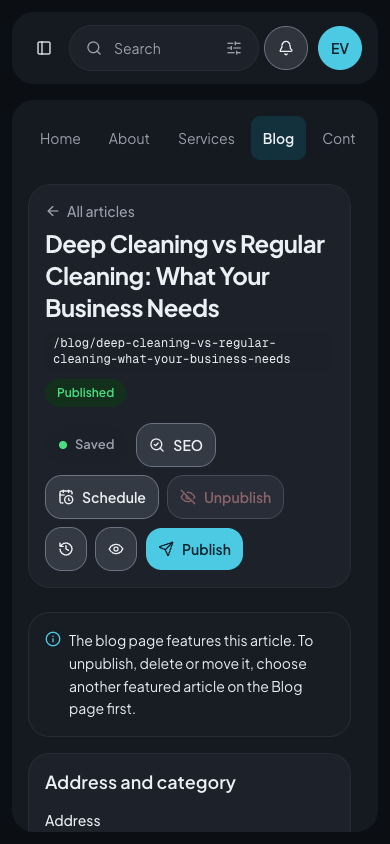 Search
EV
Home About Services Blog Cont
All articles
Deep Cleaning vs Regular
Cleaning: What Your
Business Needs
/blog/deep-cleaning-vs-regular-
cleaning-what-your-business-needs
Published
Saved SEO
Schedule Unpublish
Publish
The blog page features this article. To
unpublish, delete or move it, choose
another featured article on the Blog
page first.
Address and category
Address